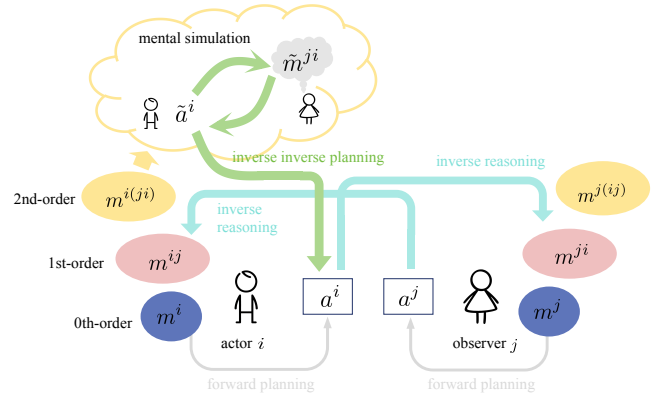 mental simulation
m̃^{ji}
ã^i
inverse inverse planning
inverse reasoning
2nd-order
m^{i(ji)}
m^{j(ij)}
inverse
reasoning
1st-order
m^{ij}
m^{ji}
0th-order
m^i
a^i
a^j
m^j
actor i
observer j
forward planning
forward planning